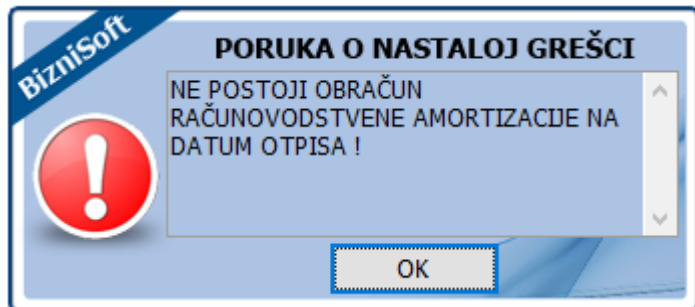 BizniSoft
PORUKA O NASTALOJ GREŠCI
NE POSTOJI OBRAČUN
RAČUNOVODSTVENE AMORTIZACIJE NA
DATUM OTPISA !
OK